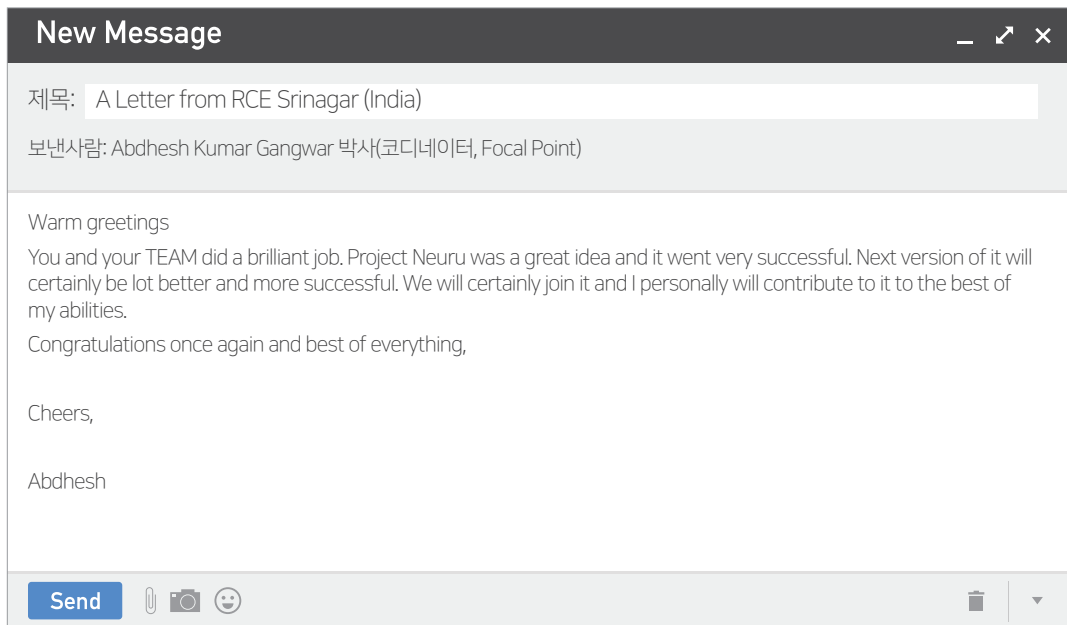 New Message
제목: A Letter from RCE Srinagar (India)
보낸사람: Abdhesh Kumar Gangwar 박사(코디네이터, Focal Point)
Warm greetings
You and your TEAM did a brilliant job. Project Neuru was a great idea and it went very successful. Next version of it will
certainly be lot better and more successful. We will certainly join it and I personally will contribute to it to the best of
my abilities.
Congratulations once again and best of everything,
Cheers,
Abdhesh
Send